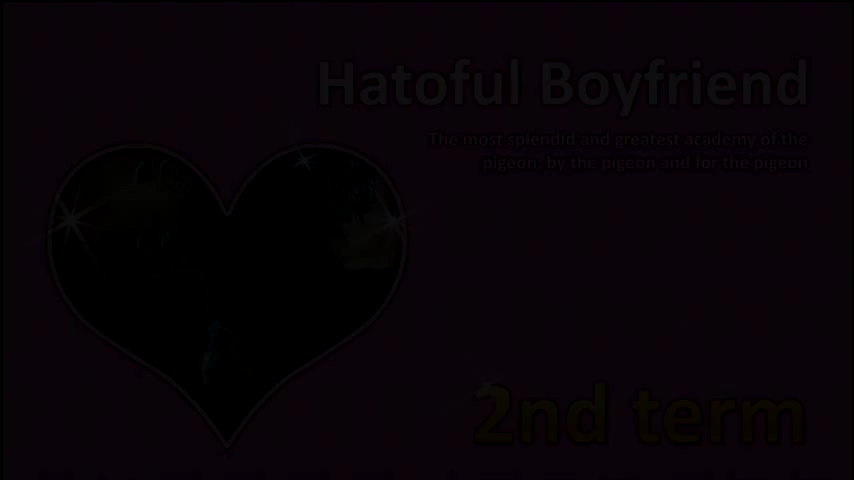 Hatoful Boyfriend
The most splendid and greatest academy of the
pigeon, by the pigeon and for the pigeon
2nd term